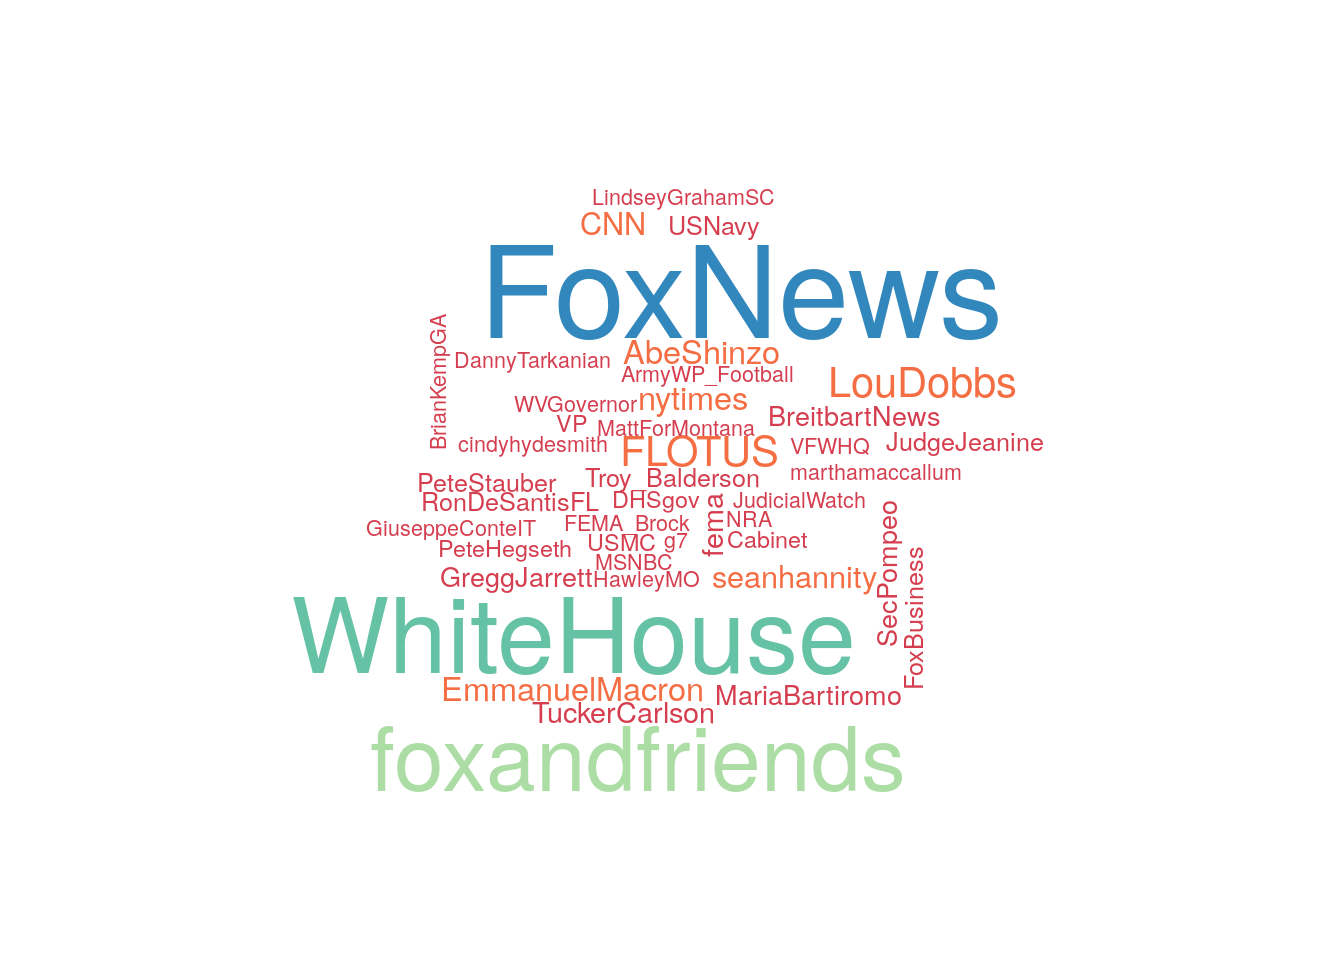 LindseyGrahamSC
CNN
USNavy
FoxNews
BrianKempGA
DannyTarkanian
AbeShinzo
ArmyWP_Football
LouDobbs
WVGovernor
nytimes
BreitbartNews
VP
MattForMontana
cindyhydesmith
FLOTUS
VFWHQ
JudgeJeanine
marthamaccallum
PeteStauber
Troy_Balderson
RonDeSantisFL
DHSgov
JudicialWatch
GiuseppeConteIT
FEMA_Brock
fema
NRA
SecPompeo
PeteHegseth
USMC
g7
Cabinet
MSNBC
GreggJarrett
HawleyMO
seanhannity
FoxBusiness
WhiteHouse
EmmanuelMacron
MariaBartiromo
TuckerCarlson
foxandfriends